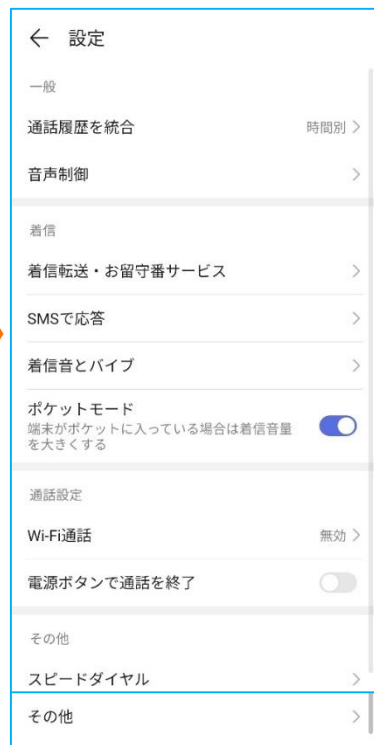 設定
一般
通話履歴を統合 時間別
音声制御
着信
着信転送・お留守番サービス
SMSで応答
着信音とバイブ
ポケットモード
端末がポケットに入っている場合は着信音量
を大きくする
通話設定
Wi-Fi通話 無効
電源ボタンで通話を終了
その他
スピードダイヤル
その他